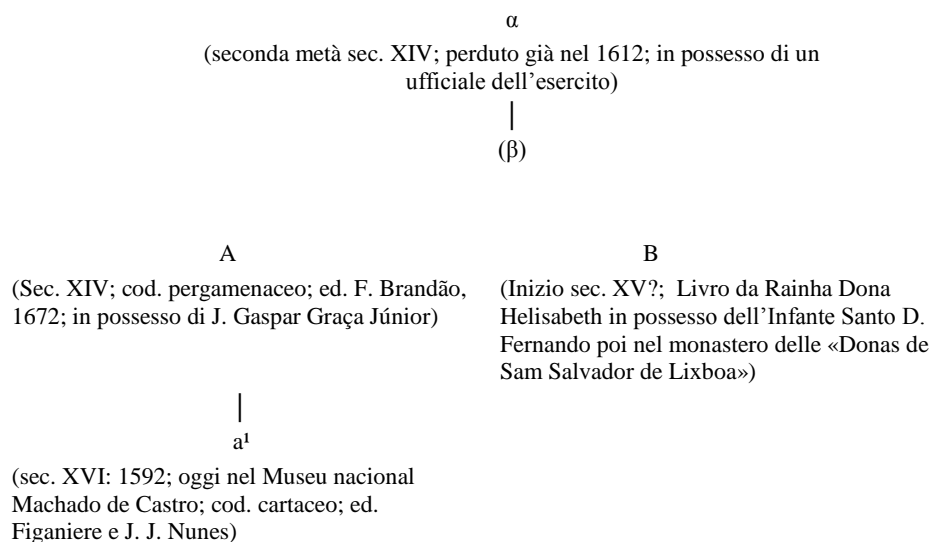 α
(seconda metà sec. XIV; perduto già nel 1612; in possesso di un
ufficiale dell’esercito)
(β)
A
(Sec. XIV; cod. pergamenaceo; ed. F. Brandão,
1672; in possesso di J. Gaspar Graça Júnior)
B
(Inizio sec. XV?; Livro da Rainha Dona
Helisabeth in possesso dell’Infante Santo D.
Fernando poi nel monastero delle «Donas de
Sam Salvador de Lixboa»)
a¹
(sec. XVI: 1592; oggi nel Museu nacional
Machado de Castro; cod. cartaceo; ed.
Figaniere e J. J. Nunes)